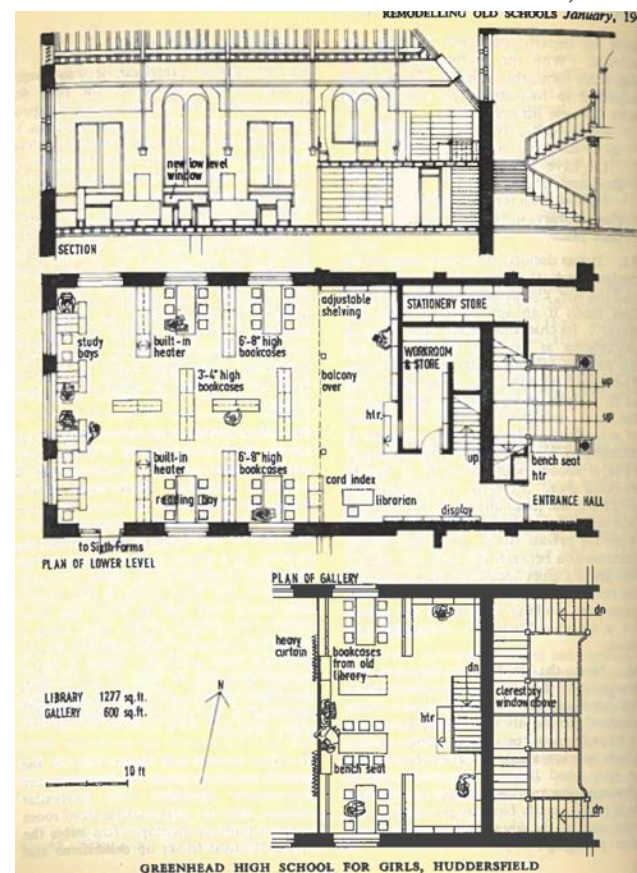 REMODELLING OLD SCHOOLS January, 19
new low level
window
SECTION
study
bays
built-in
heater
6'-8" high
bookcases
3'-4" high
bookcases
adjustable
shelving
STATIONERY STORE
WORKROOM
& STORE
balcony
over
htr.
up
up
up
built-in
heater
6'-8" high
bookcases
reading bay
card index
librarian
display
bench seat
htr
ENTRANCE HALL
to Sixth Forms
PLAN OF LOWER LEVEL
PLAN OF GALLERY
heavy
curtain
bookcases
from old
library
dn
htr
bench seat
dn
clerestory
window above
dn
LIBRARY 1277 sq.ft.
GALLERY 600 sq.ft.
N
10 ft
GREENHEAD HIGH SCHOOL FOR GIRLS, HUDDERSFIELD